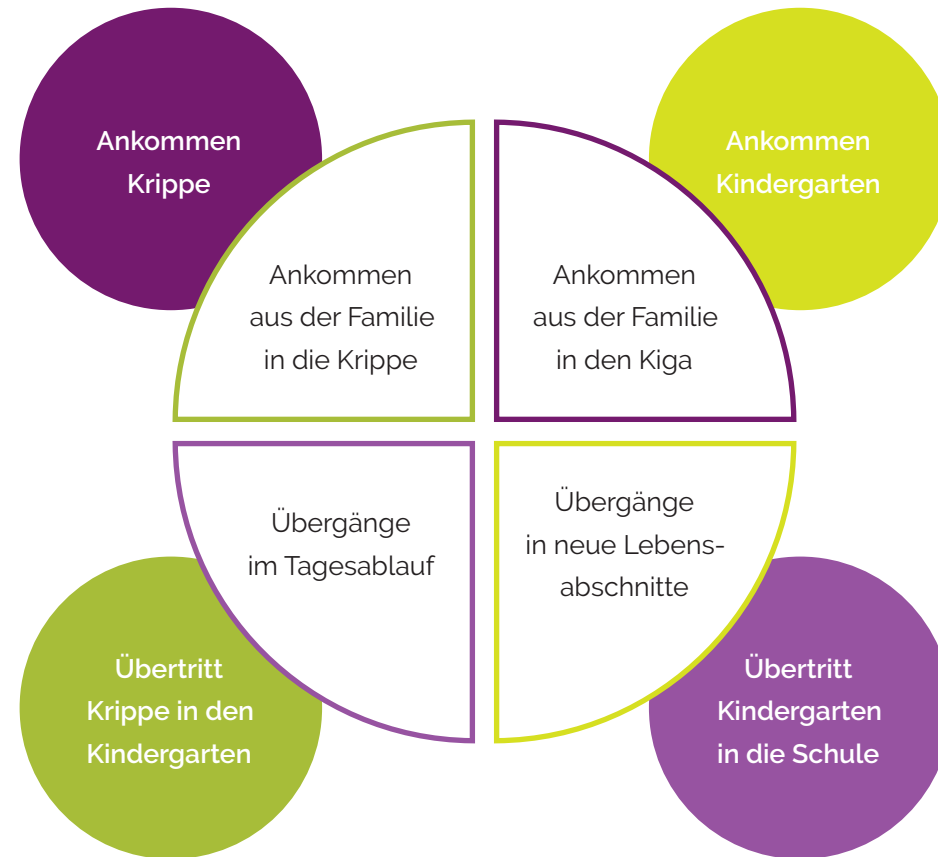 Ankommen
Krippe
Ankommen
Kindergarten
Ankommen
aus der Familie
in die Krippe
Ankommen
aus der Familie
in den Kiga
Übergänge
im Tagesablauf
Übergänge
in neue Lebens-
abschnitte
Übertritt
Krippe in den
Kindergarten
Übertritt
Kindergarten
in die Schule